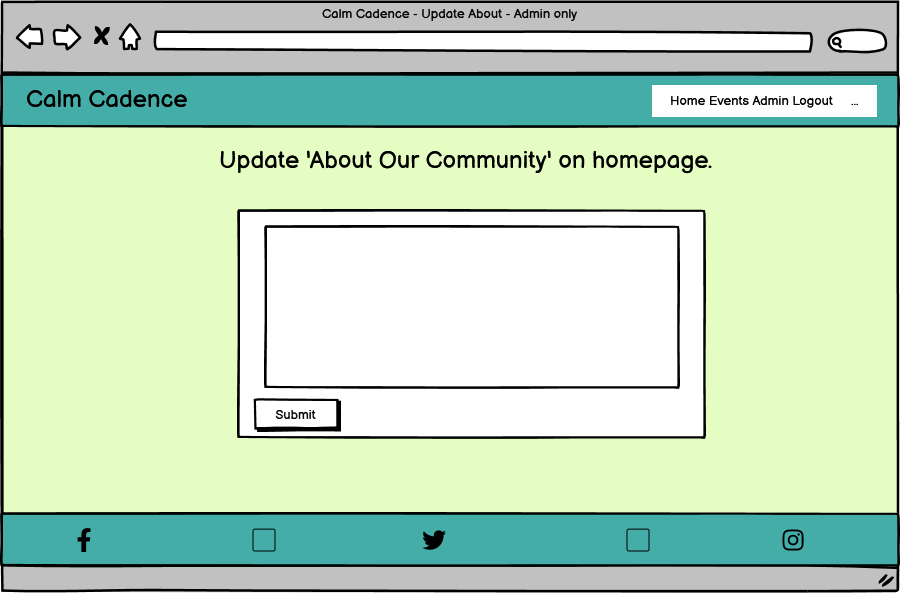 Calm Cadence - Update About - Admin only
Calm Cadence
Home Events Admin Logout ...
Update 'About Our Community' on homepage.
Submit